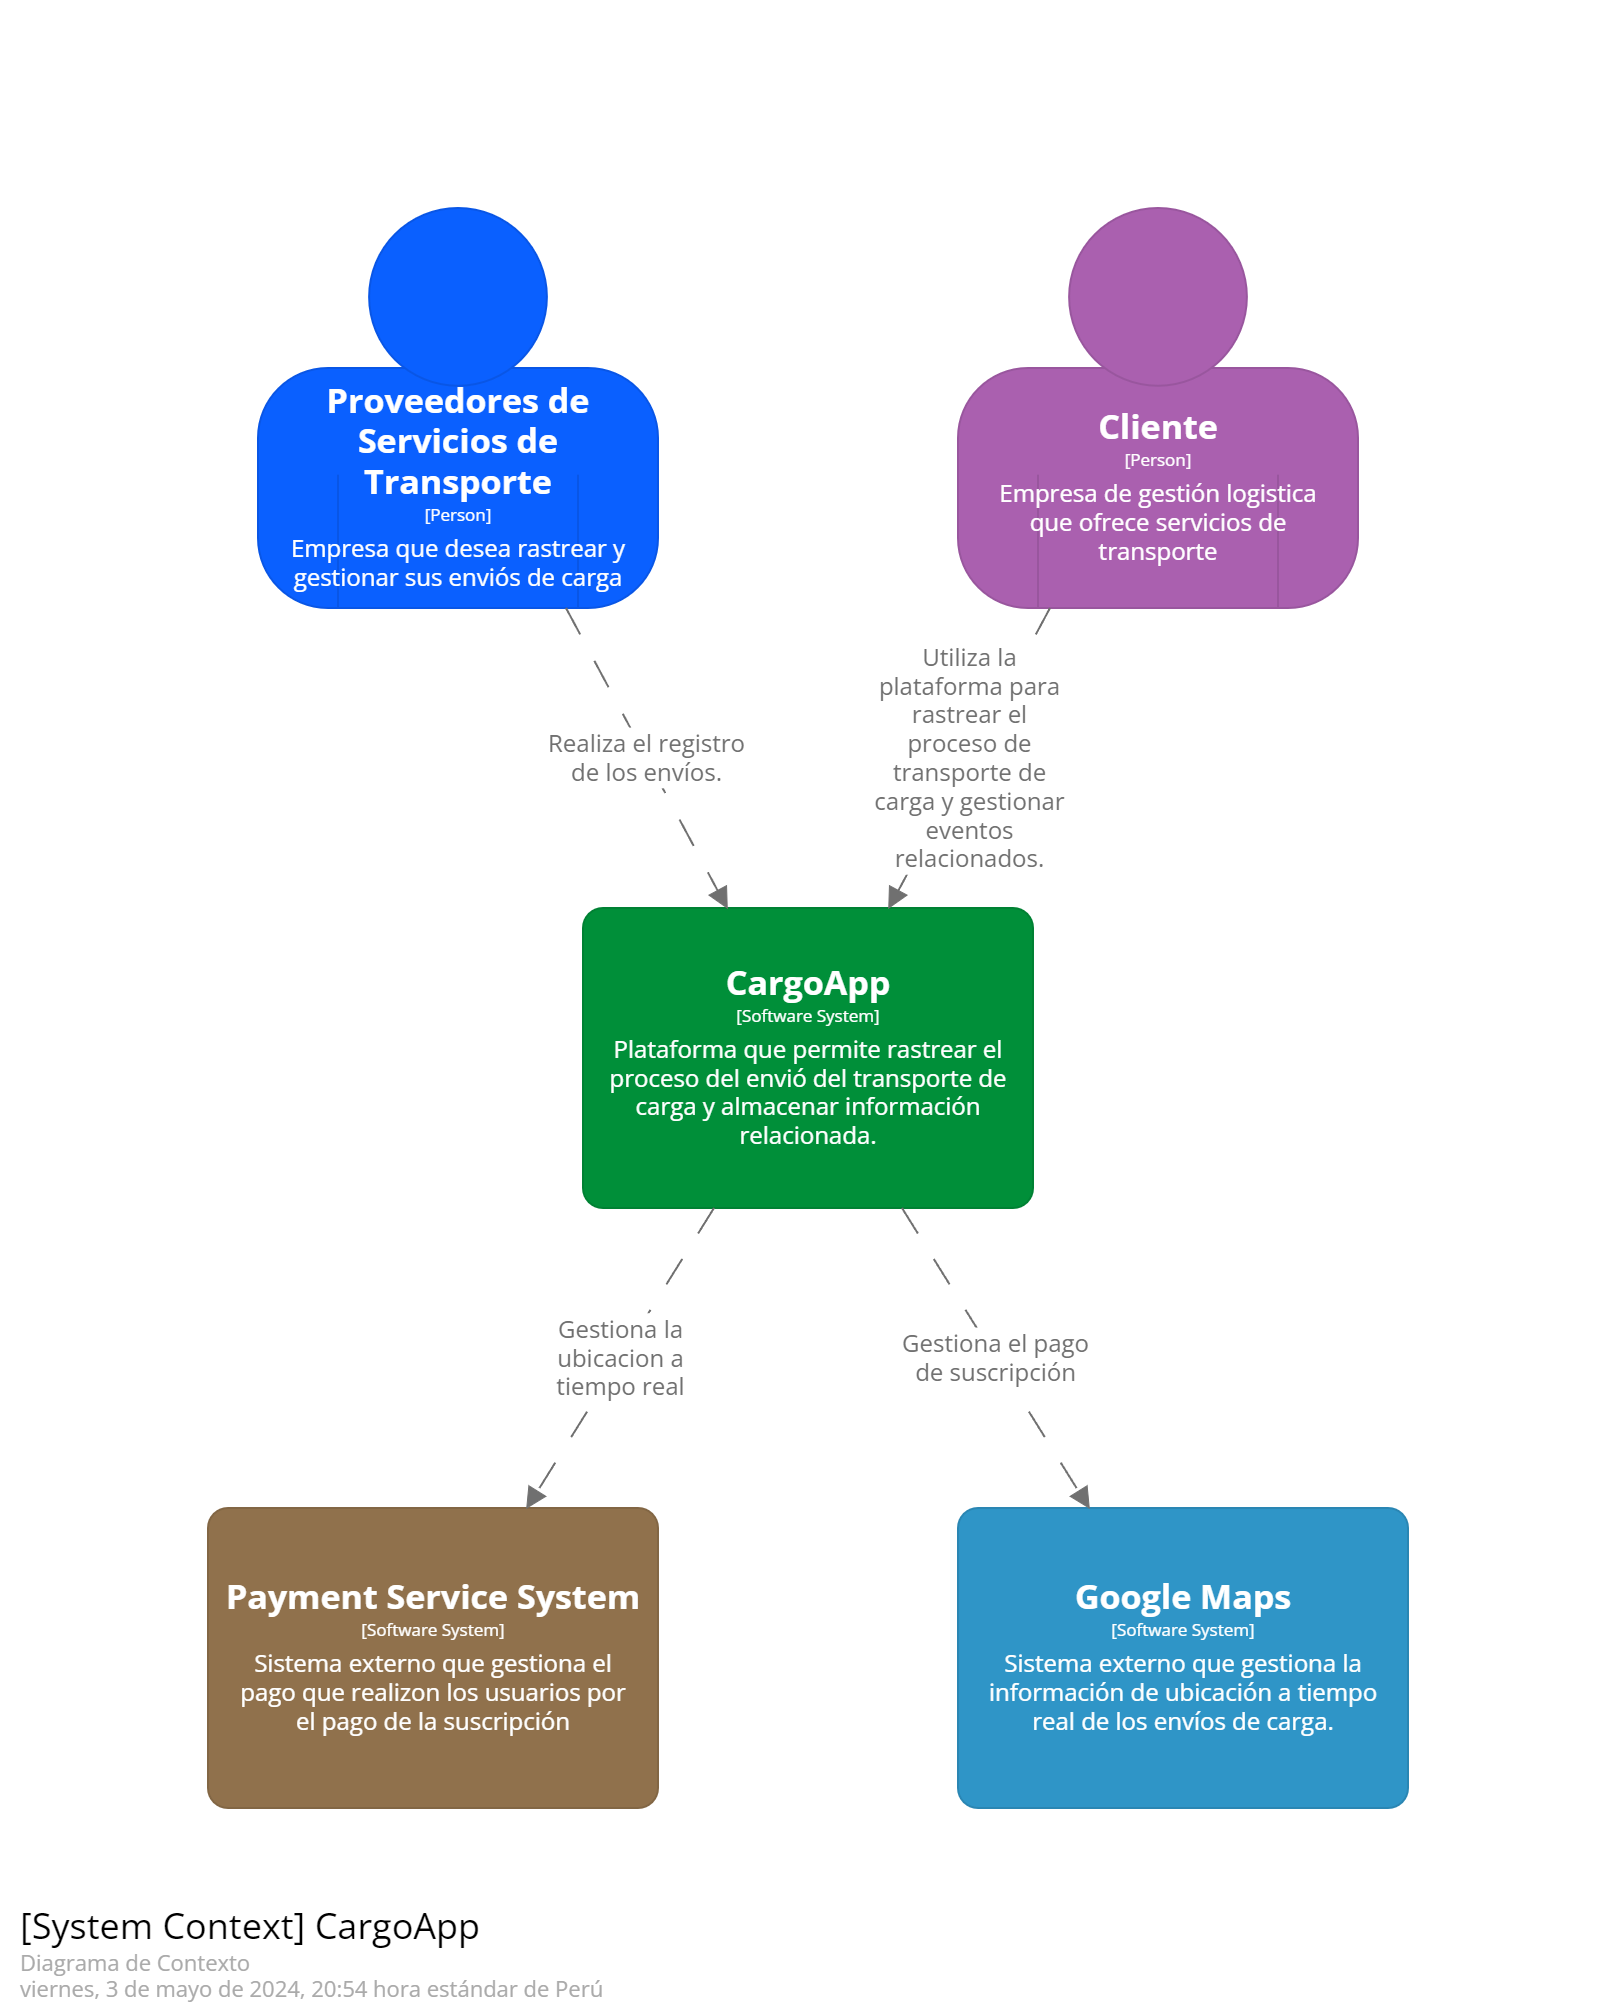 Proveedores de
Servicios de
Transporte
[Person]
Empresa que desea rastrear y
gestionar sus enviós de carga
Cliente
[Person]
Empresa de gestión logistica
que ofrece servicios de
transporte
Realiza el registro
de los envíos.
Utiliza la
plataforma para
rastrear el
proceso de
transporte de
carga y gestionar
eventos
relacionados.
CargoApp
[Software System]
Plataforma que permite rastrear el
proceso del envió del transporte de
carga y almacenar información
relacionada.
Gestiona la
ubicacion a
tiempo real
Gestiona el pago
de suscripción
Payment Service System
[Software System]
Sistema externo que gestiona el
pago que realizon los usuarios por
el pago de la suscripción
Google Maps
[Software System]
Sistema externo que gestiona la
información de ubicación a tiempo
real de los envíos de carga.
[System Context] CargoApp
Diagrama de Contexto
viernes, 3 de mayo de 2024, 20:54 hora estándar de Perú